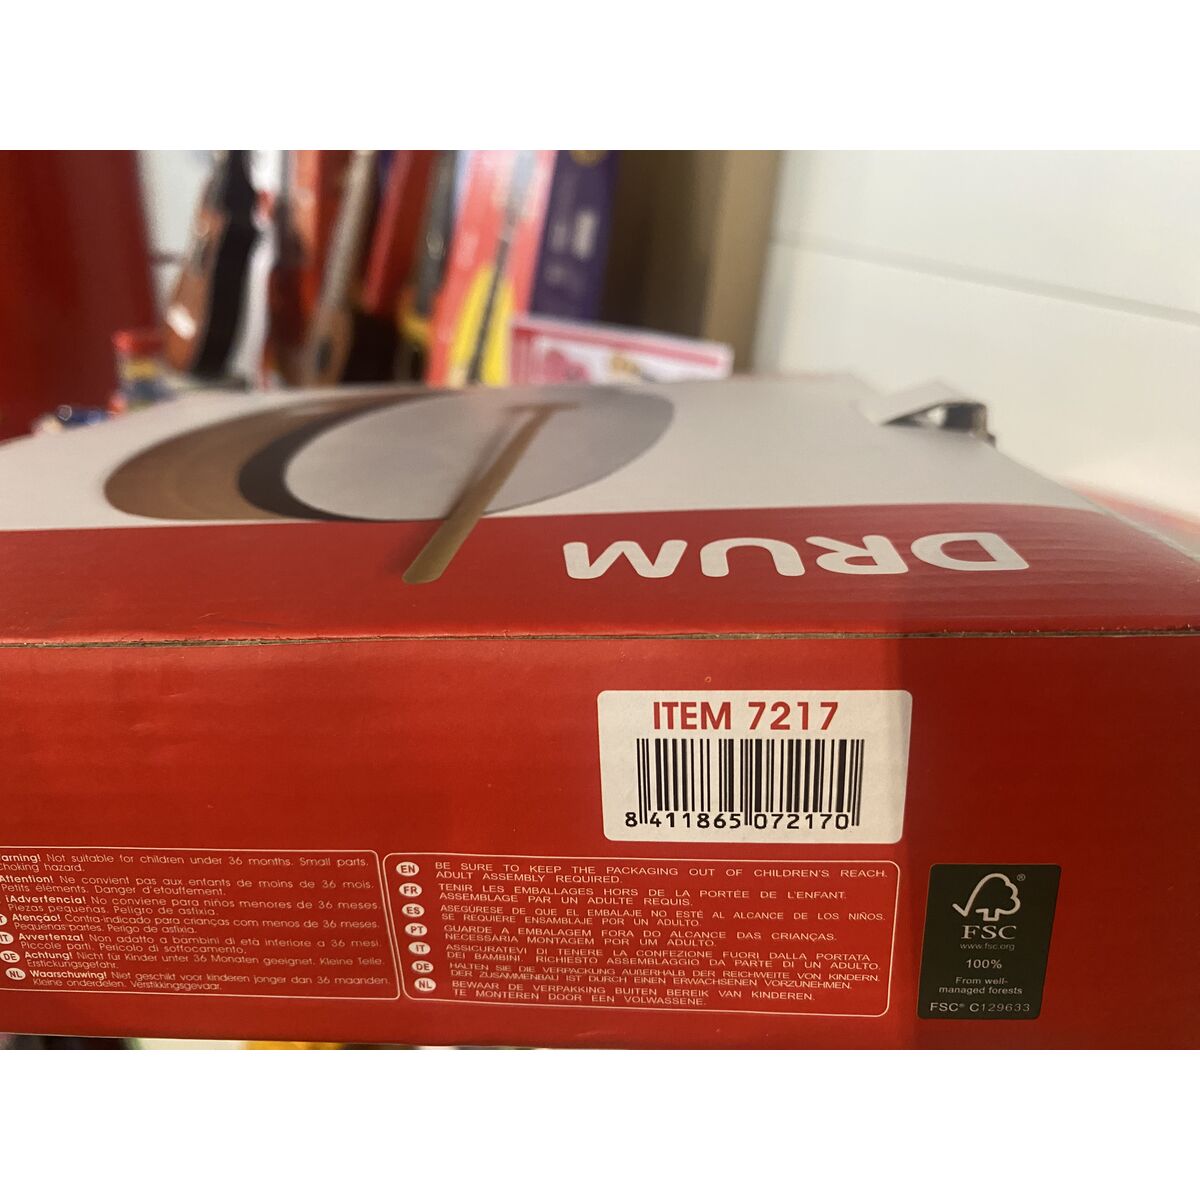 DRUM
ITEM 7217
8 411865 072170
arning! Not suitable for children under 36 months. Small parts.
choking hazard.
Attention! Ne convient pas aux enfants de moins de 36 mois.
Petits éléments. Danger d'etouffement.
¡Advertencia! No conviene para niños menores de 36 meses.
Piezas pequeñas. Peligro de asfixia.
Atenção! Contra-indicado para crianças com menos de 36 meses.
Pequenas partes. Perigo de asfixia.
IT Avvertenza! Non adatto a bambini di età inferiore a 36 mesi.
Piccole parti. Pericolo di soffocamento.
DE Achtung! Nicht für Kinder unter 36 Monaten geeignet. Kleine Teile.
Erstickungsgefahr.
NL Waarschuwing! Niet geschikt voor kinderen jonger dan 36 maanden.
Kleine onderdelen. Verstikkingsgevaar.
EN BE SURE TO KEEP THE PACKAGING OUT OF CHILDREN'S REACH.
ADULT ASSEMBLY REQUIRED.
FR TENIR LES EMBALLAGES HORS DE LA PORTÉE DE L'ENFANT.
ASSEMBLAGE PAR UN ADULTE REQUIS.
ES ASEGÚRESE DE QUE EL EMBALAJE NO ESTÉ AL ALCANCE DE LOS NIÑOS.
SE REQUIERE ENSAMBLAJE POR UN ADULTO.
PT GUARDE A EMBALAGEM FORA DO ALCANCE DAS CRIANÇAS.
NECESSÁRIA MONTAGEM POR UM ADULTO.
IT ASSICURATEVI DI TENERE LA CONFEZIONE FUORI DALLA PORTATA
DEI BAMBINI. RICHIESTO ASSEMBLAGGIO DA PARTE DI UN ADULTO.
DE HALTEN SIE DIE VERPACKUNG AUßERHALB DER REICHWEITE VON KINDERN.
DER ZUSAMMENBAU IST DURCH EINEN ERWACHSENEN VORZUNEHMEN.
NL BEWAAR DE VERPAKKING BUITEN BEREIK VAN KINDEREN.
TE MONTEREN DOOR EEN VOLWASSENE.
®
FSC
www.fsc.org
100%
From well-
managed forests
FSC® C129633